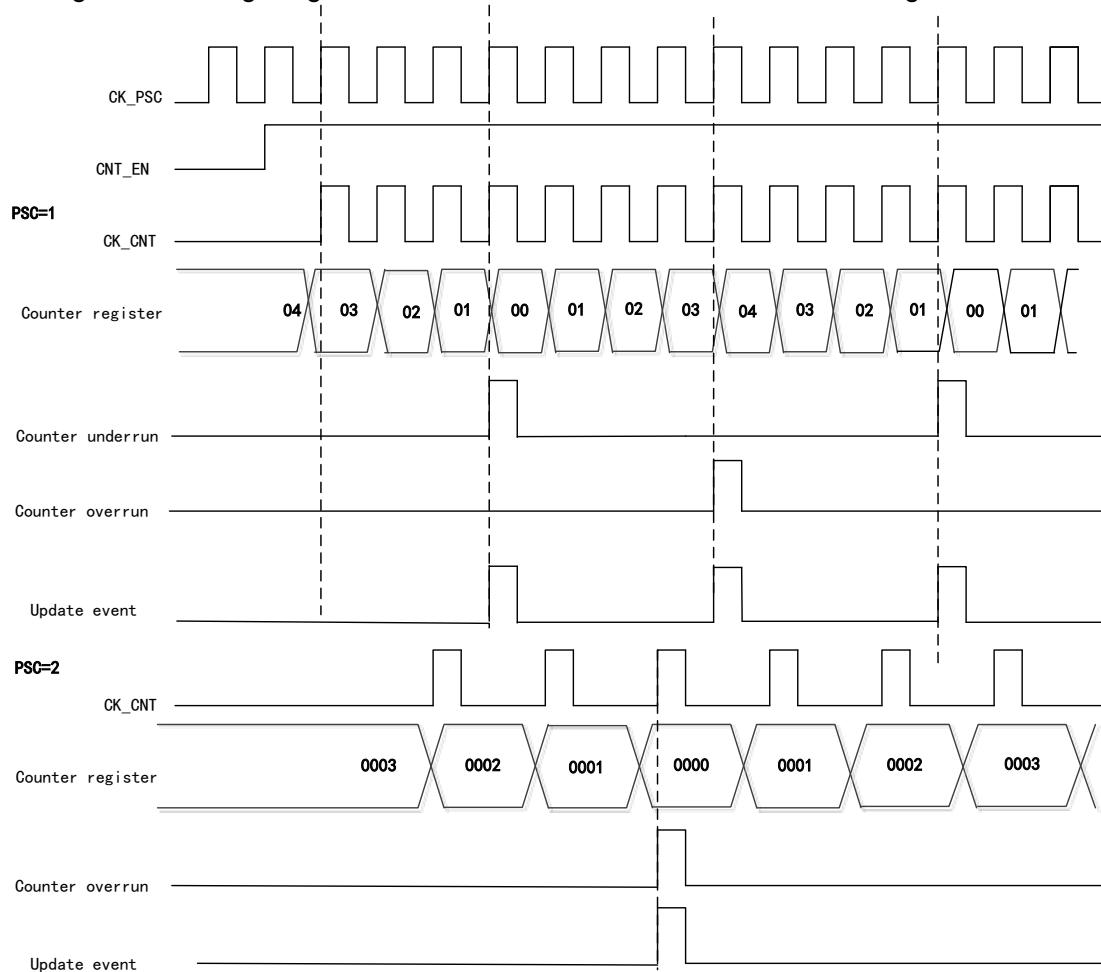 CK_PSC
CNT_EN
PSC=1
CK_CNT
Counter register 04 03 02 01 00 01 02 03 04 03 02 01 00 01
Counter underrun
Counter overrun
Update event
PSC=2
CK_CNT
Counter register 0003 0002 0001 0000 0001 0002 0003
Counter overrun
Update event